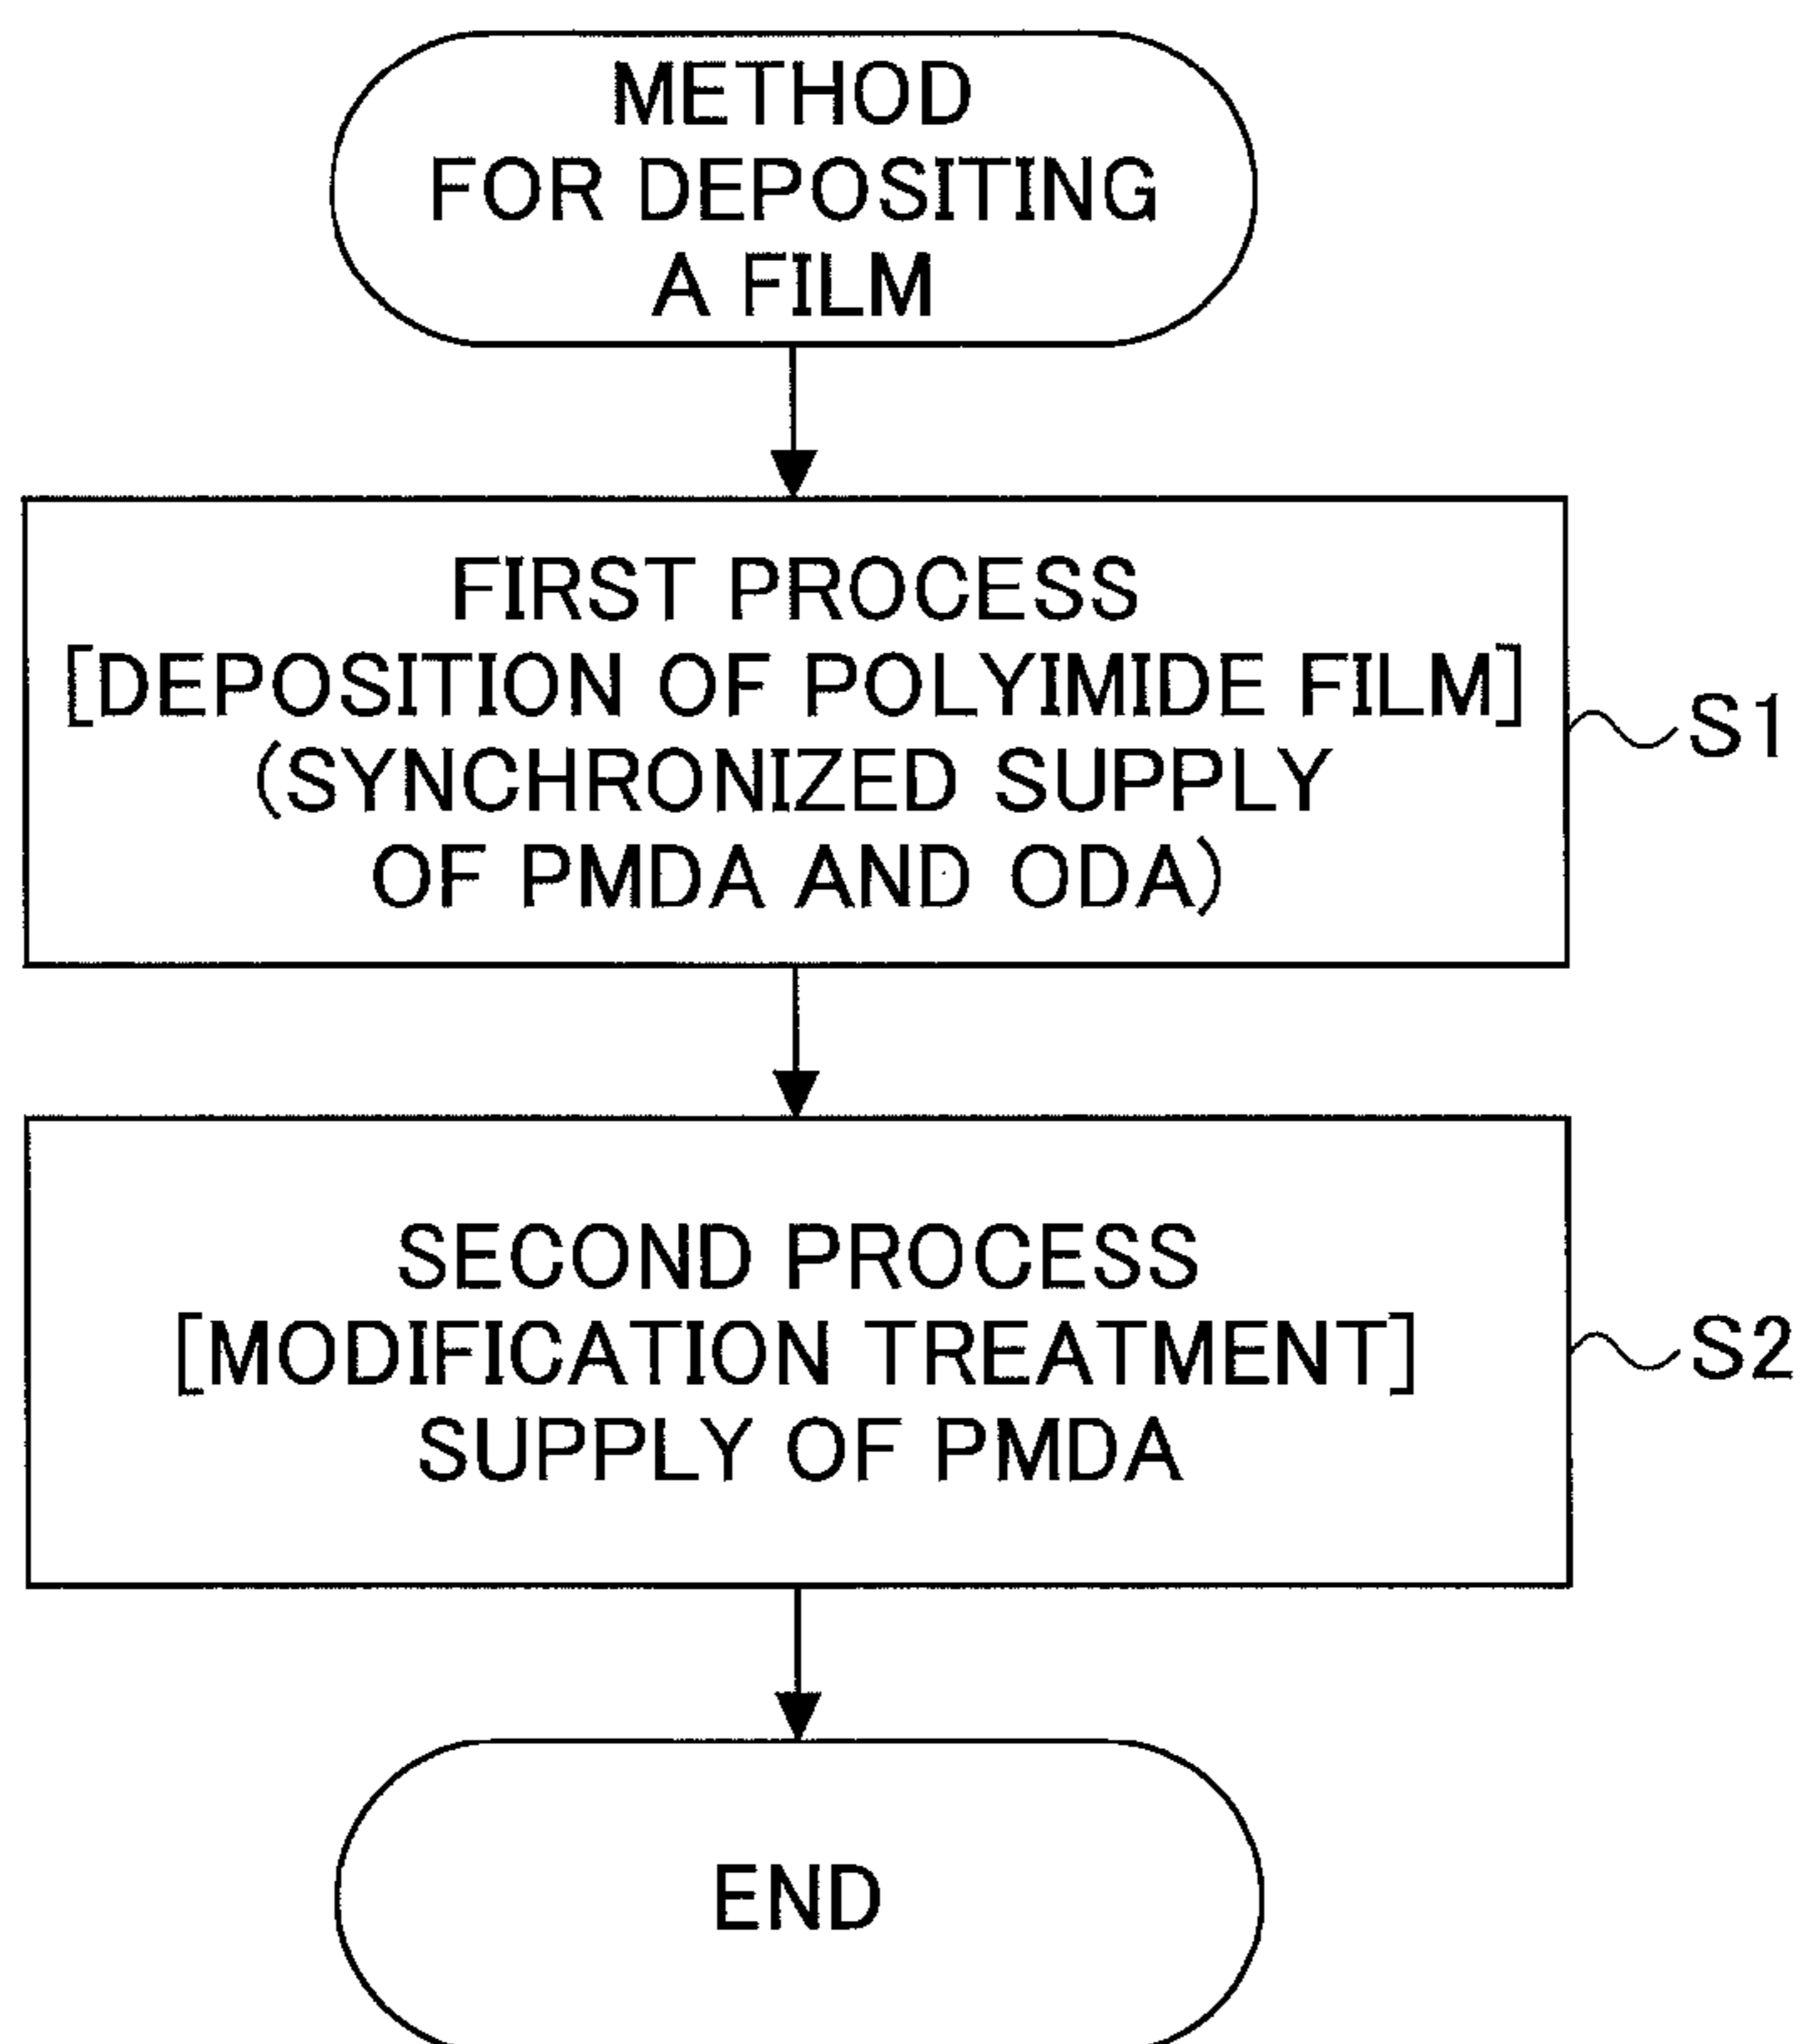 METHOD
FOR DEPOSITING
A FILM
FIRST PROCESS
[DEPOSITION OF POLYIMIDE FILM]
(SYNCHRONIZED SUPPLY
OF PMDA AND ODA)
S1
SECOND PROCESS
[MODIFICATION TREATMENT]
SUPPLY OF PMDA
S2
END